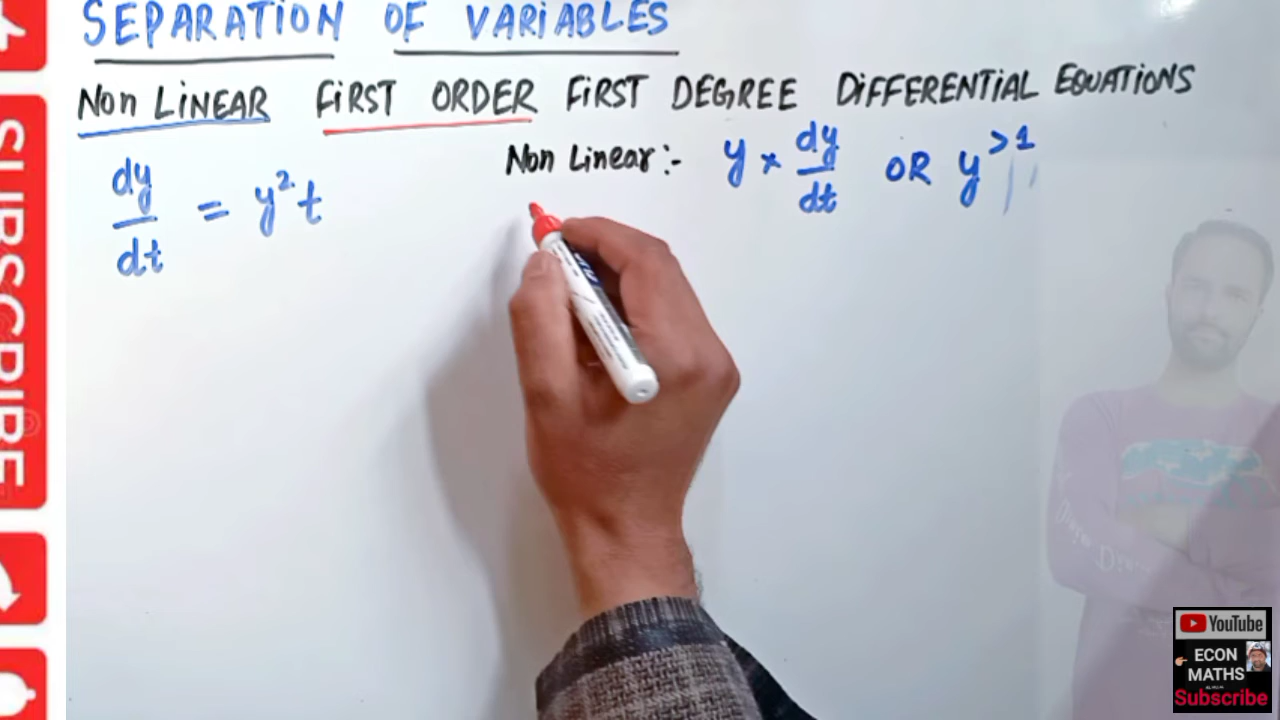 SEPARATION OF VARIABLES
NON LINEAR FIRST ORDER FIRST DEGREE DIFFERENTIAL EQUATIONS
dy/dt = y²t
Non Linear :- y × dy/dt OR y^>1
SUBSCRIBE
YouTube
ECON
MATHS
Subscribe